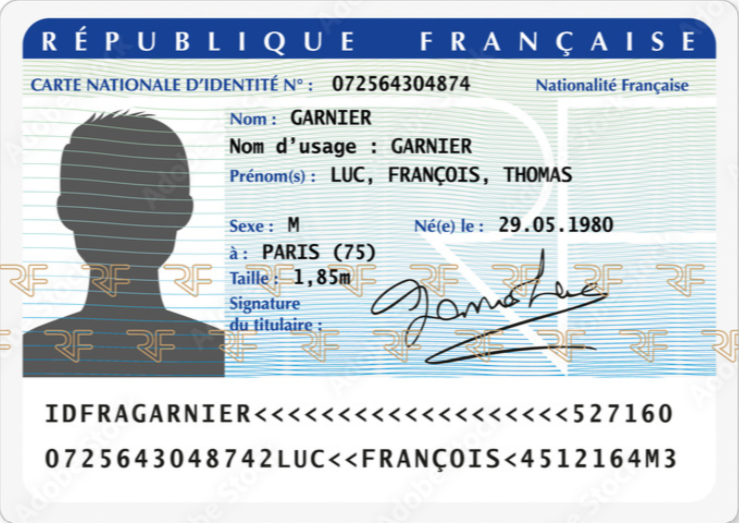 RÉPUBLIQUE FRANÇAISE
CARTE NATIONALE D'IDENTITÉ N° : 072564304874 Nationalité Française
Nom : GARNIER
Nom d'usage : GARNIER
Prénom(s) : LUC, FRANÇOIS, THOMAS
Sexe : M Né(e) le : 29.05.1980
à : PARIS (75)
Taille : 1,85m
Signature
du titulaire :
IDFRAGARNIER<<<<<<<<<<<<<<<<<<<527160
0725643048742LUC<<FRANÇOIS<4512164M3